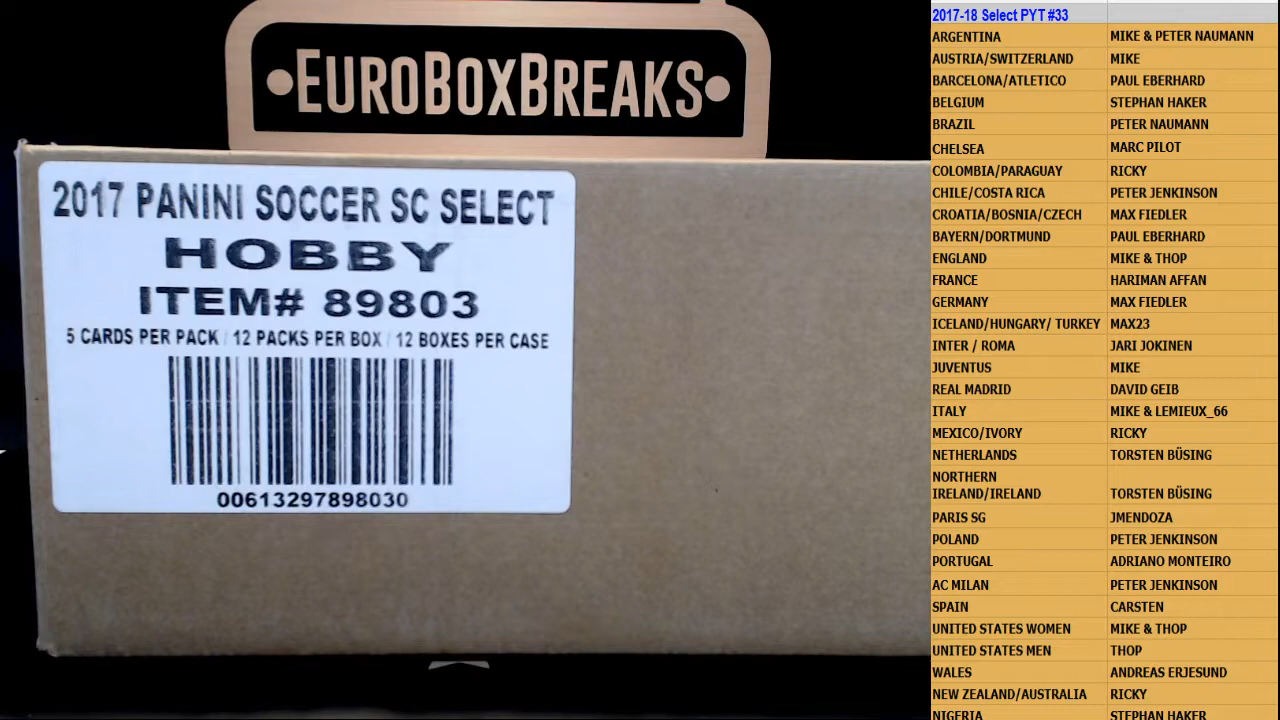 EUROBOXBREAKS
2017 PANINI SOCCER SC SELECT
HOBBY
ITEM# 89803
5 CARDS PER PACK / 12 PACKS PER BOX / 12 BOXES PER CASE
00613297898030
2017-18 Select PYT #33
ARGENTINA MIKE & PETER NAUMANN
AUSTRIA/SWITZERLAND MIKE
BARCELONA/ATLETICO PAUL EBERHARD
BELGIUM STEPHAN HAKER
BRAZIL PETER NAUMANN
CHELSEA MARC PILOT
COLOMBIA/PARAGUAY RICKY
CHILE/COSTA RICA PETER JENKINSON
CROATIA/BOSNIA/CZECH MAX FIEDLER
BAYERN/DORTMUND PAUL EBERHARD
ENGLAND MIKE & THOP
FRANCE HARIMAN AFFAN
GERMANY MAX FIEDLER
ICELAND/HUNGARY/ TURKEY MAX23
INTER / ROMA JARI JOKINEN
JUVENTUS MIKE
REAL MADRID DAVID GEIB
ITALY MIKE & LEMIEUX_66
MEXICO/IVORY RICKY
NETHERLANDS TORSTEN BÜSING
NORTHERN
IRELAND/IRELAND TORSTEN BÜSING
PARIS SG JMENDOZA
POLAND PETER JENKINSON
PORTUGAL ADRIANO MONTEIRO
AC MILAN PETER JENKINSON
SPAIN CARSTEN
UNITED STATES WOMEN MIKE & THOP
UNITED STATES MEN THOP
WALES ANDREAS ERJESUND
NEW ZEALAND/AUSTRALIA RICKY
NIGERIA STEPHAN HAKER